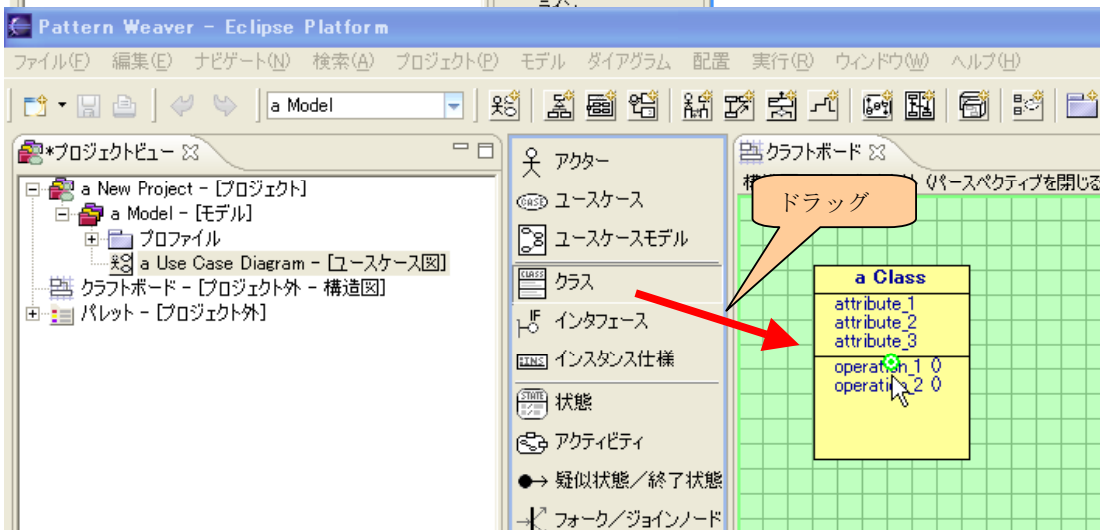 ライン
Pattern Weaver - Eclipse Platform
ファイル(F) 編集(E) ナビゲート(N) 検索(A) プロジェクト(P) モデル ダイアグラム 配置 実行(R) ウィンドウ(W) ヘルプ(H)
a Model
*プロジェクトビュー
a New Project - [プロジェクト]
a Model - [モデル]
プロファイル
a Use Case Diagram - [ユースケース図]
クラフトボード - [プロジェクト外 - 構造図]
パレット - [プロジェクト外]
アクター
CASE ユースケース
ユースケースモデル
CLASS クラス
IF インタフェース
:INS インスタンス仕様
STATE 状態
アクティビティ
疑似状態／終了状態
フォーク/ジョインノード
クラフトボード
(パースペクティブを閉じる
ドラッグ
a Class
attribute_1
attribute_2
attribute_3
operation_1 ()
operation_2 ()